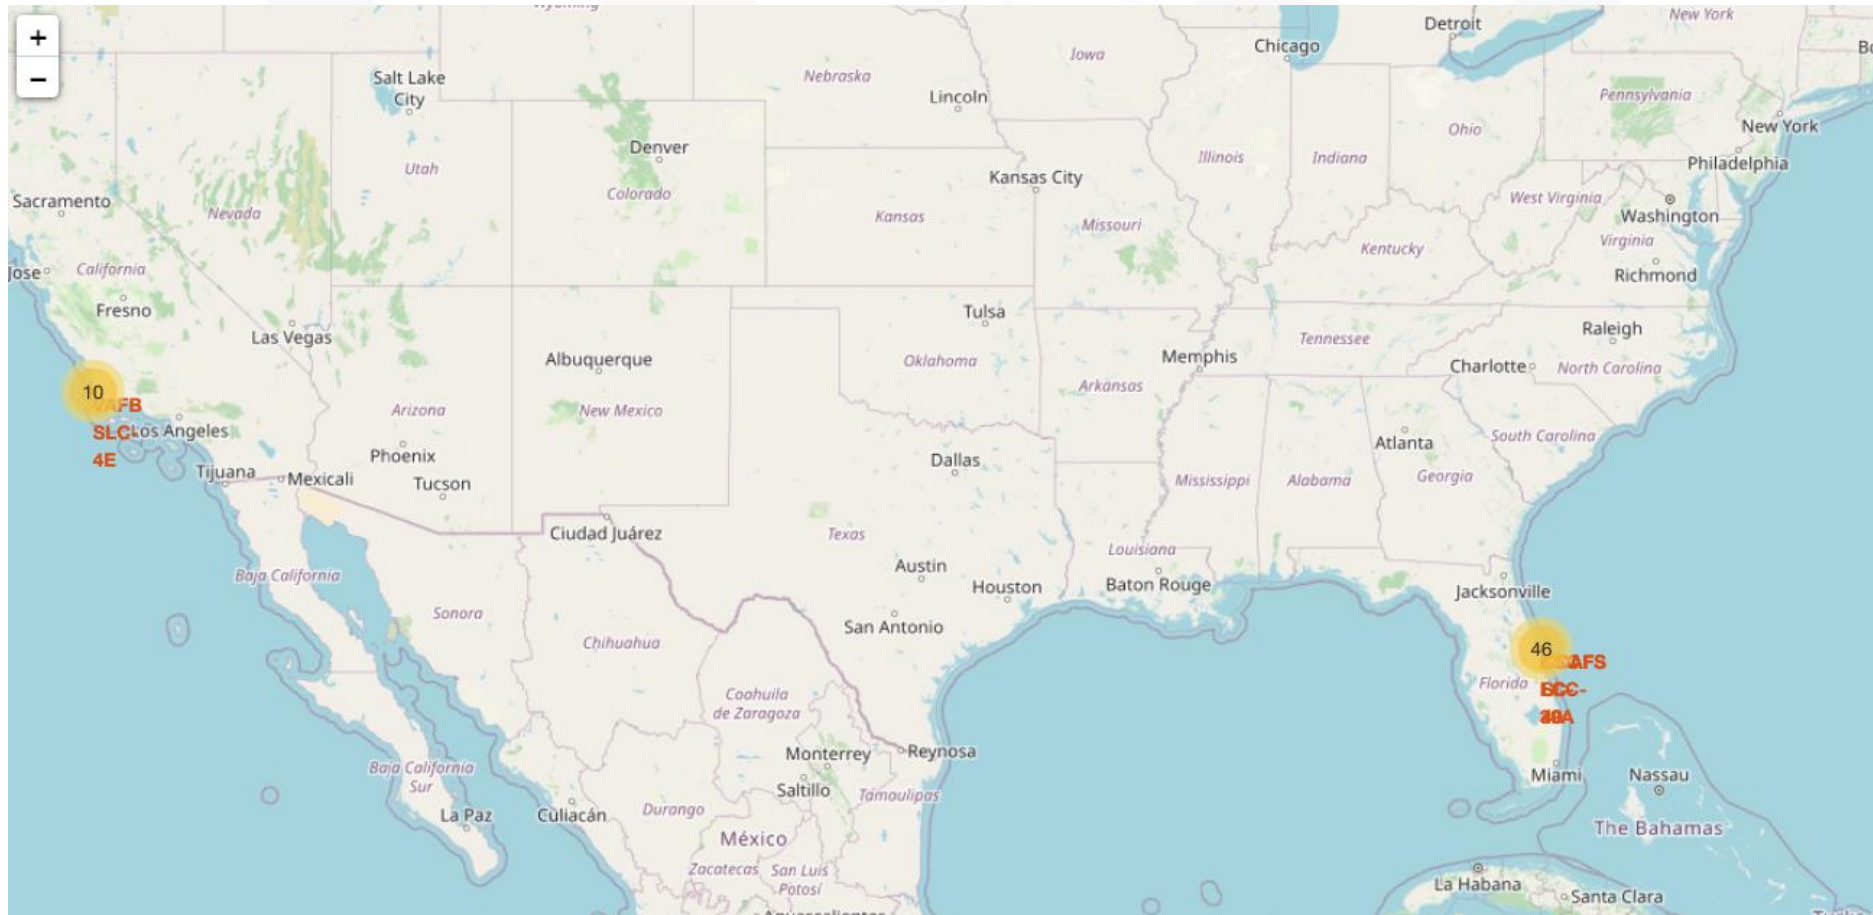 Wyoming
+
−
Salt Lake
City
Utah
Nevada
Sacramento
Jose
California
Fresno
Las Vegas
10
VAFB
SLC-
4E
Los Angeles
Tijuana
Mexicali
Arizona
Phoenix
Tucson
Nebraska
Lincoln
Iowa
Chicago
Detroit
New York
Denver
Colorado
Kansas
Kansas City
Missouri
Illinois
Indiana
Ohio
Pennsylvania
New York
Philadelphia
West Virginia
Washington
Virginia
Richmond
Kentucky
Albuquerque
New Mexico
Tulsa
Oklahoma
Arkansas
Memphis
Tennessee
Raleigh
Charlotte
North Carolina
South Carolina
Atlanta
Georgia
Alabama
Mississippi
Dallas
Texas
Louisiana
Baton Rouge
Austin
Houston
San Antonio
Ciudad Juárez
Jacksonville
46
Florida
Miami
Nassau
The Bahamas
La Habana
Santa Clara
Baja California
Sonora
Chihuahua
Coahuila
de Zaragoza
Monterrey
Reynosa
Saltillo
Tamaulipas
Baja California
Sur
La Paz
Culiacán
Durango
México
Zacatecas
San Luis
Potosí
Aguascalientes